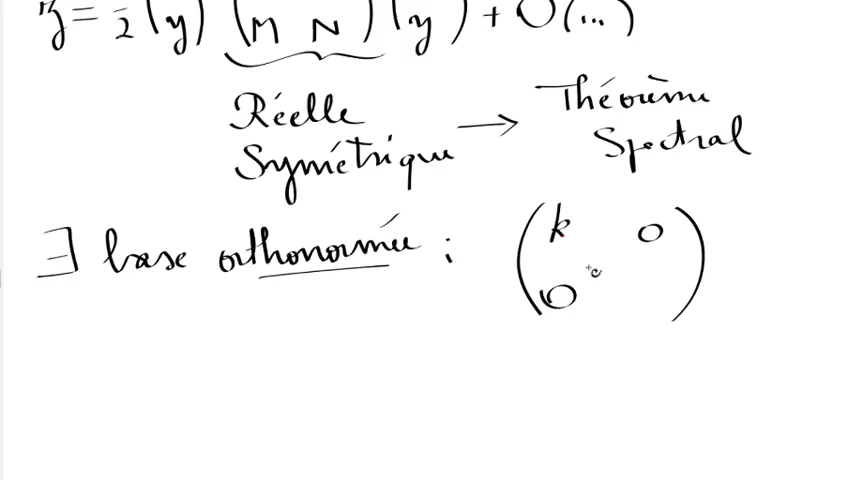 z = 1/2 (y) (M N) (y) + O(...)
Réelle
Symétrique → Théorème
Spectral
∃ base orthonormée : (k 0
0 )